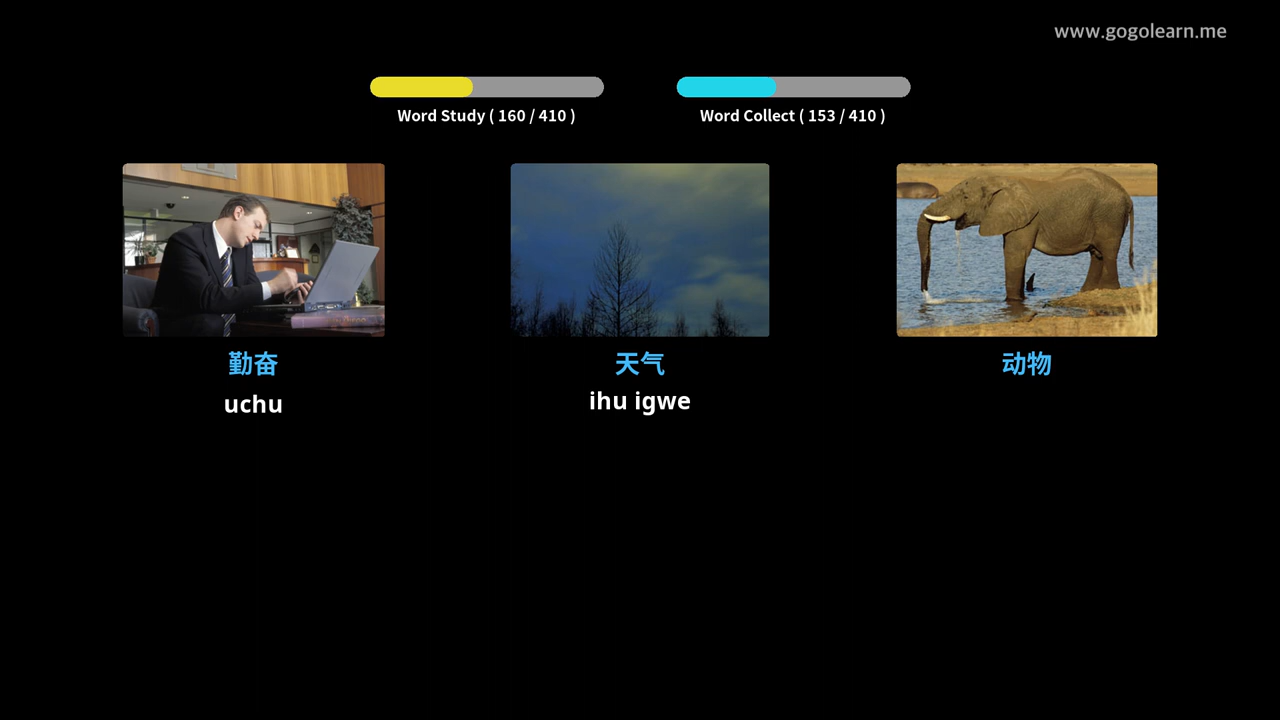 www.gogolearn.me
Word Study ( 160 / 410 )
Word Collect ( 153 / 410 )
勤奋
天气
动物
uchu
ihu igwe